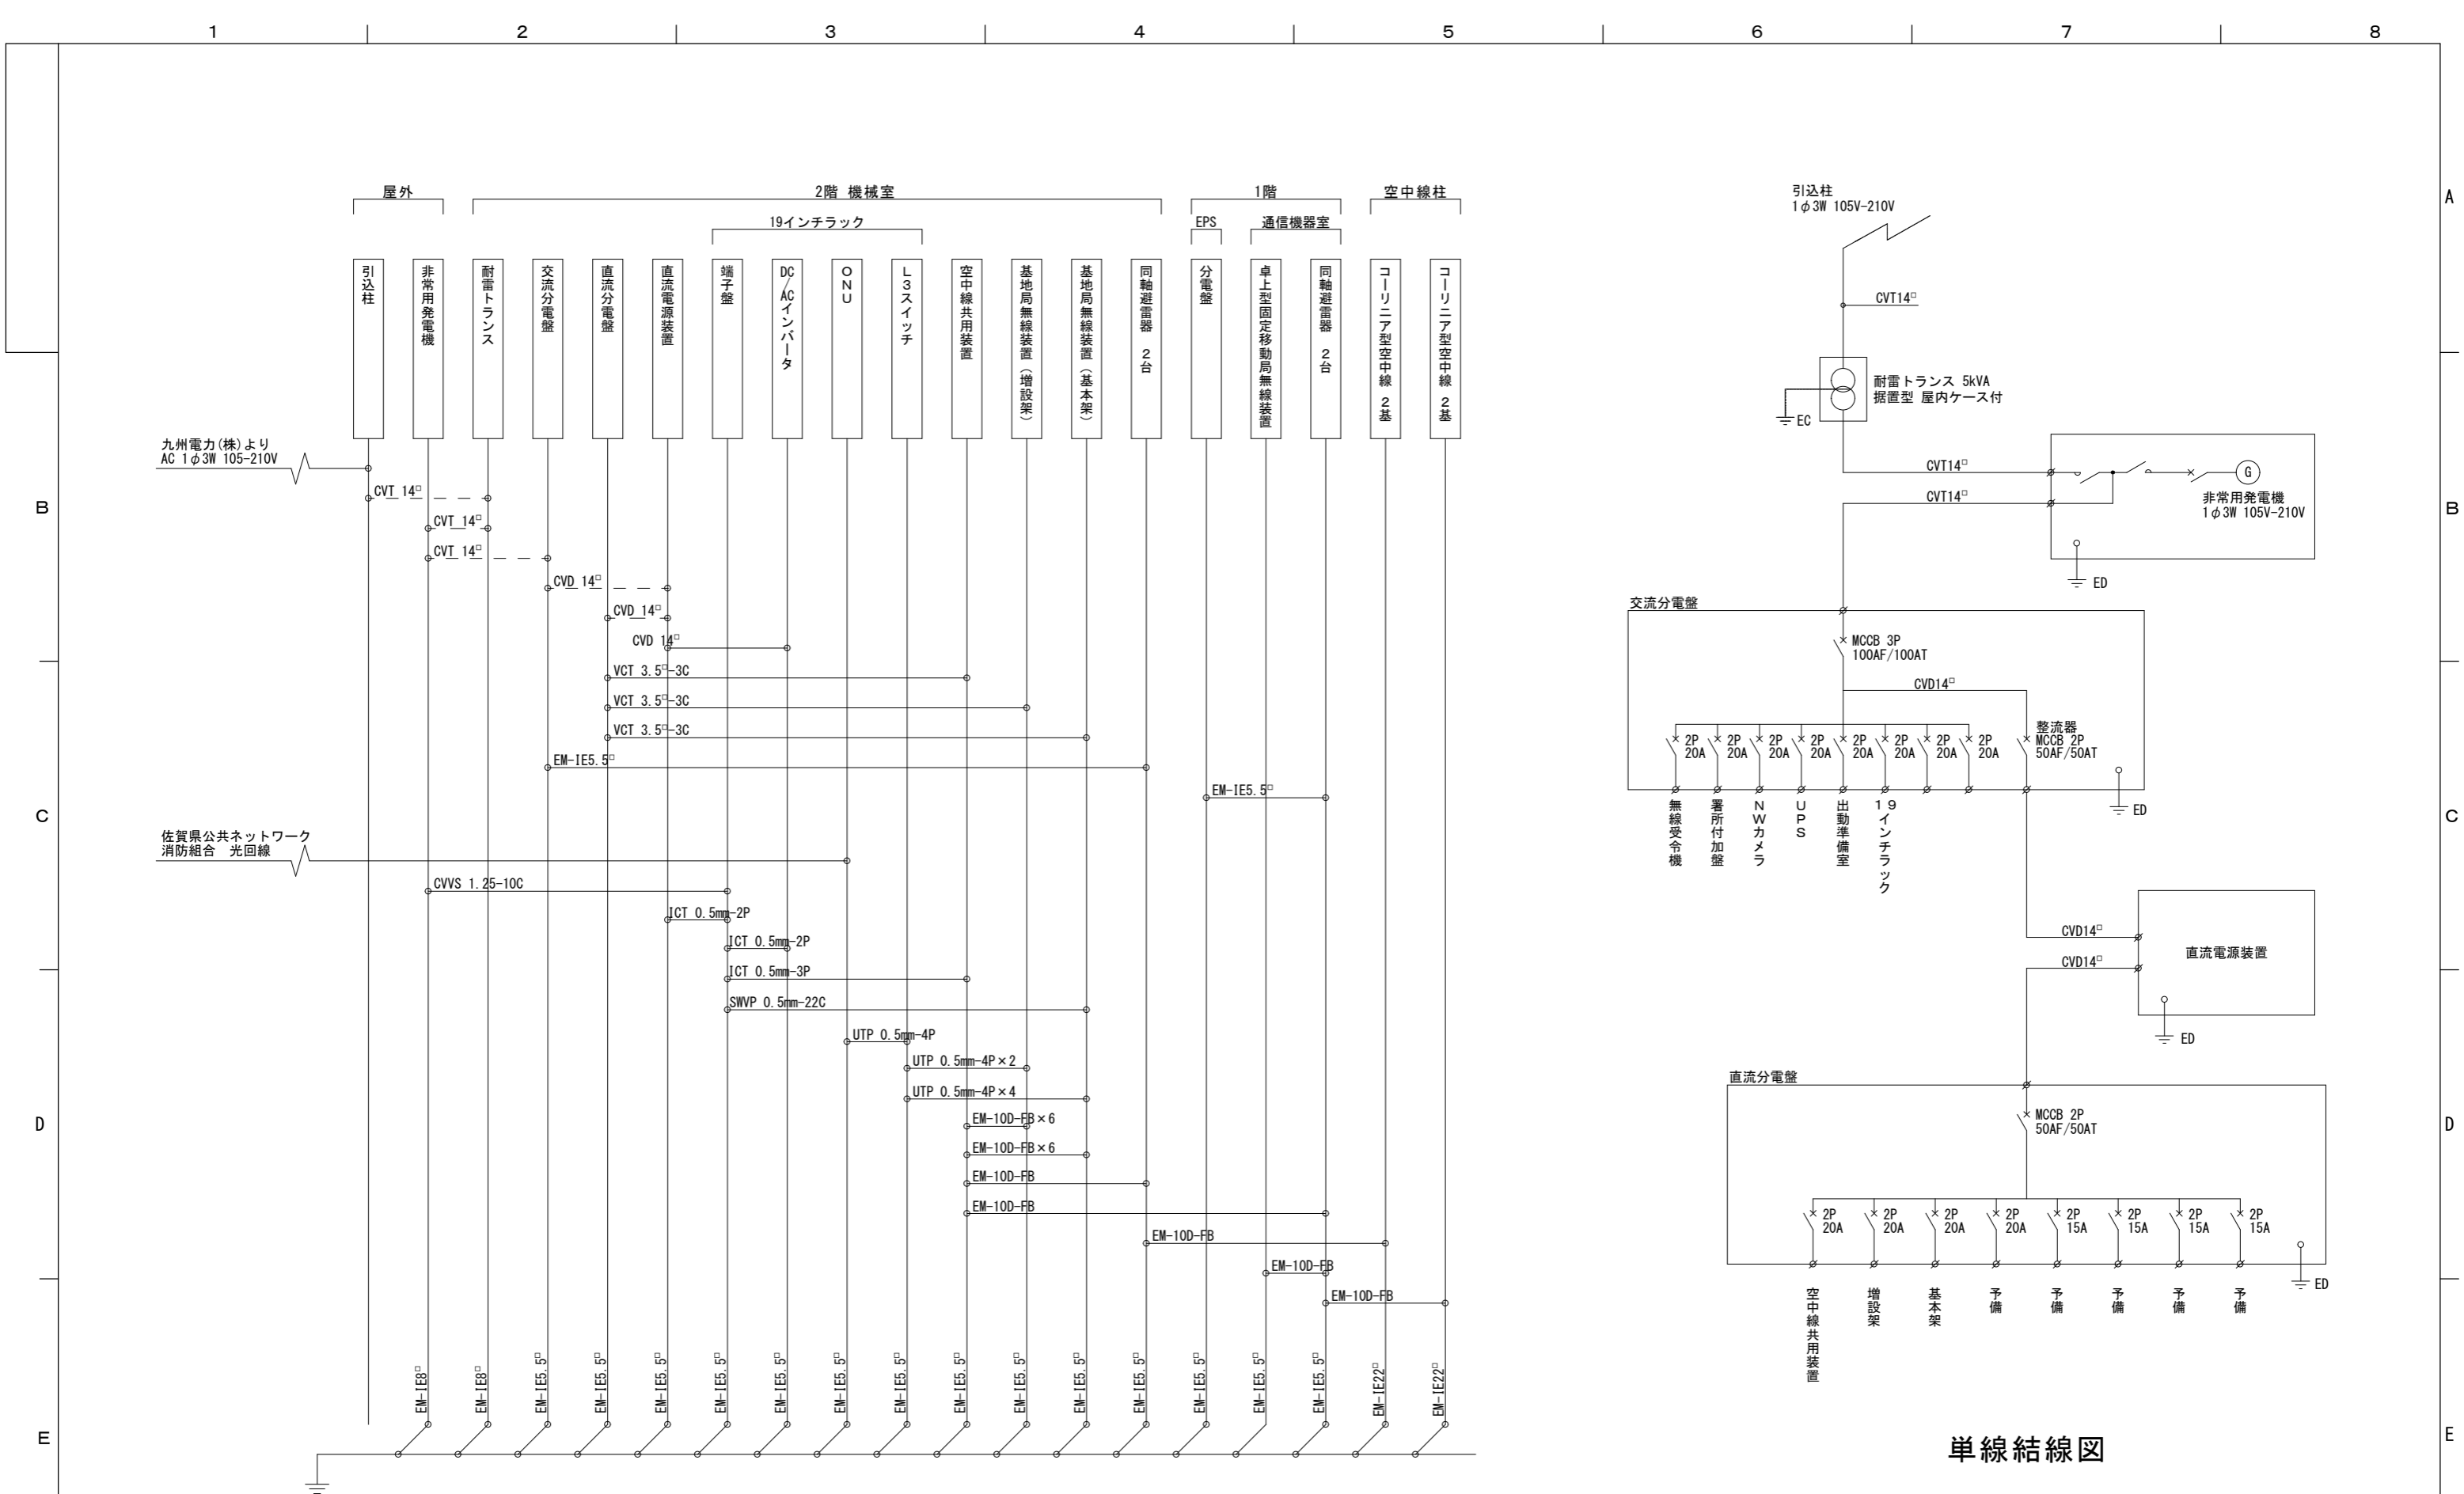 1 2 3 4 5 6 7 8
A
B
C
D
E
A
B
C
D
E
屋外
2階 機械室
1階
空中線柱
19インチラック
EPS
通信機器室
引込柱
非常用発電機
耐雷トランス
交流分電盤
直流分電盤
直流電源装置
端子盤
DC/ACインバータ
ONU
L3スイッチ
空中線共用装置
基地局無線装置（増設架）
基地局無線装置（基本架）
同軸避雷器 2台
分電盤
卓上型固定移動局無線装置
同軸避雷器 2台
コーリニア型空中線 2基
コーリニア型空中線 2基
九州電力(株)より
AC 1φ3W 105-210V
CVT 14□
CVT 14□
CVT 14□
CVD 14□
CVD 14□
CVD 14□
VCT 3.5□-3C
VCT 3.5□-3C
VCT 3.5□-3C
EM-IE5.5□
EM-IE5.5□
佐賀県公共ネットワーク
消防組合 光回線
CVVS 1.25-10C
ICT 0.5mm-2P
ICT 0.5mm-2P
ICT 0.5mm-3P
SWVP 0.5mm-22C
UTP 0.5mm-4P
UTP 0.5mm-4P×2
UTP 0.5mm-4P×4
EM-10D-FB×6
EM-10D-FB×6
EM-10D-FB
EM-10D-FB
EM-10D-FB
EM-10D-FB
EM-10D-FB
EM-IE8□
EM-IE8□
EM-IE5.5□
EM-IE5.5□
EM-IE5.5□
EM-IE5.5□
EM-IE5.5□
EM-IE5.5□
EM-IE5.5□
EM-IE5.5□
EM-IE5.5□
EM-IE5.5□
EM-IE5.5□
EM-IE5.5□
EM-IE5.5□
EM-IE5.5□
EM-IE22□
EM-IE22□
引込柱
1φ3W 105V-210V
CVT14□
耐雷トランス 5kVA
据置型 屋内ケース付
EC
CVT14□
CVT14□
G
非常用発電機
1φ3W 105V-210V
ED
交流分電盤
MCCB 3P
100AF/100AT
CVD14□
整流器
MCCB 2P
50AF/50AT
2P 2P 2P 2P 2P 2P 2P 2P
20A 20A 20A 20A 20A 20A 20A 20A
ED
無線受令機
署所付加盤
NWカメラ
UPS
出動準備室
19インチラック
CVD14□
CVD14□
直流電源装置
ED
直流分電盤
MCCB 2P
50AF/50AT
2P 2P 2P 2P 2P 2P 2P 2P
20A 20A 20A 20A 15A 15A 15A 15A
ED
空中線共用装置
増設架
基本架
予備
予備
予備
予備
予備
単線結線図